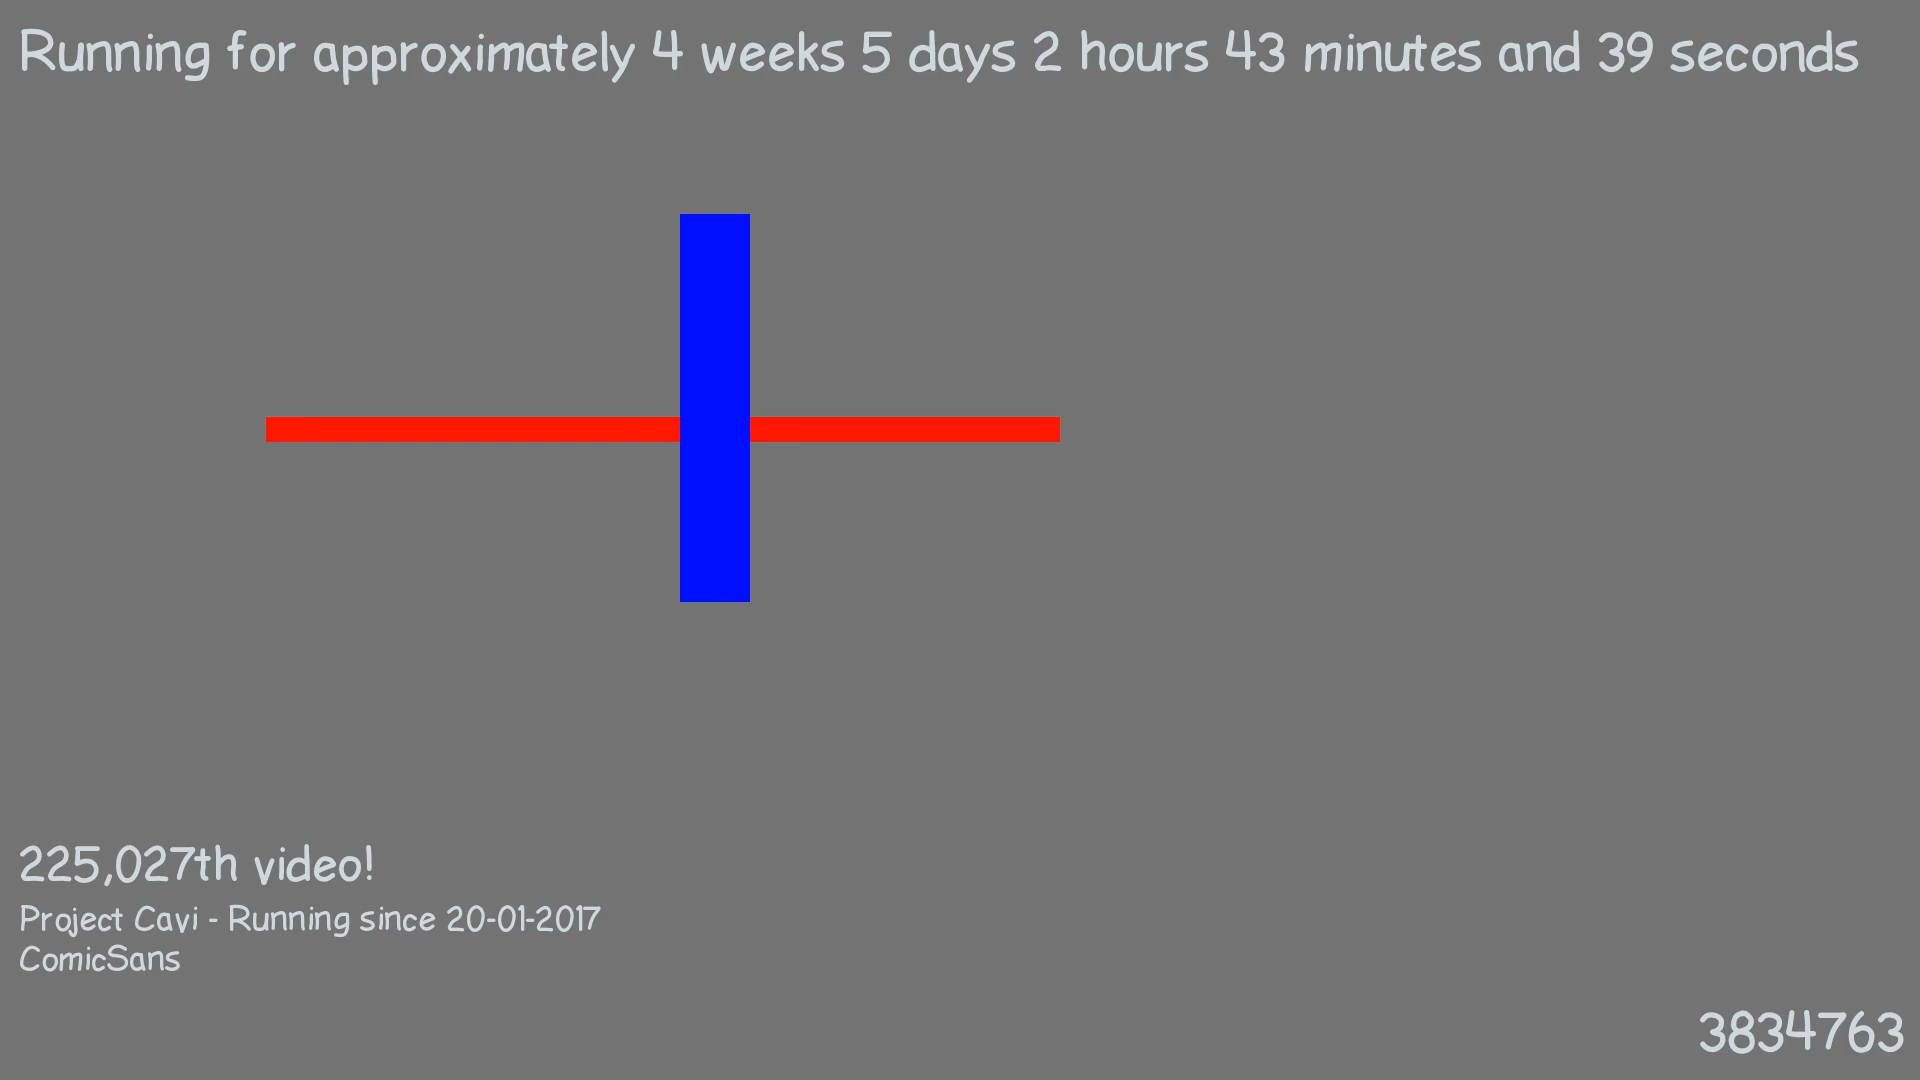 Running for approximately 4 weeks 5 days 2 hours 43 minutes and 39 seconds
225,027th video!
Project Cavi - Running since 20-01-2017
ComicSans
3834763